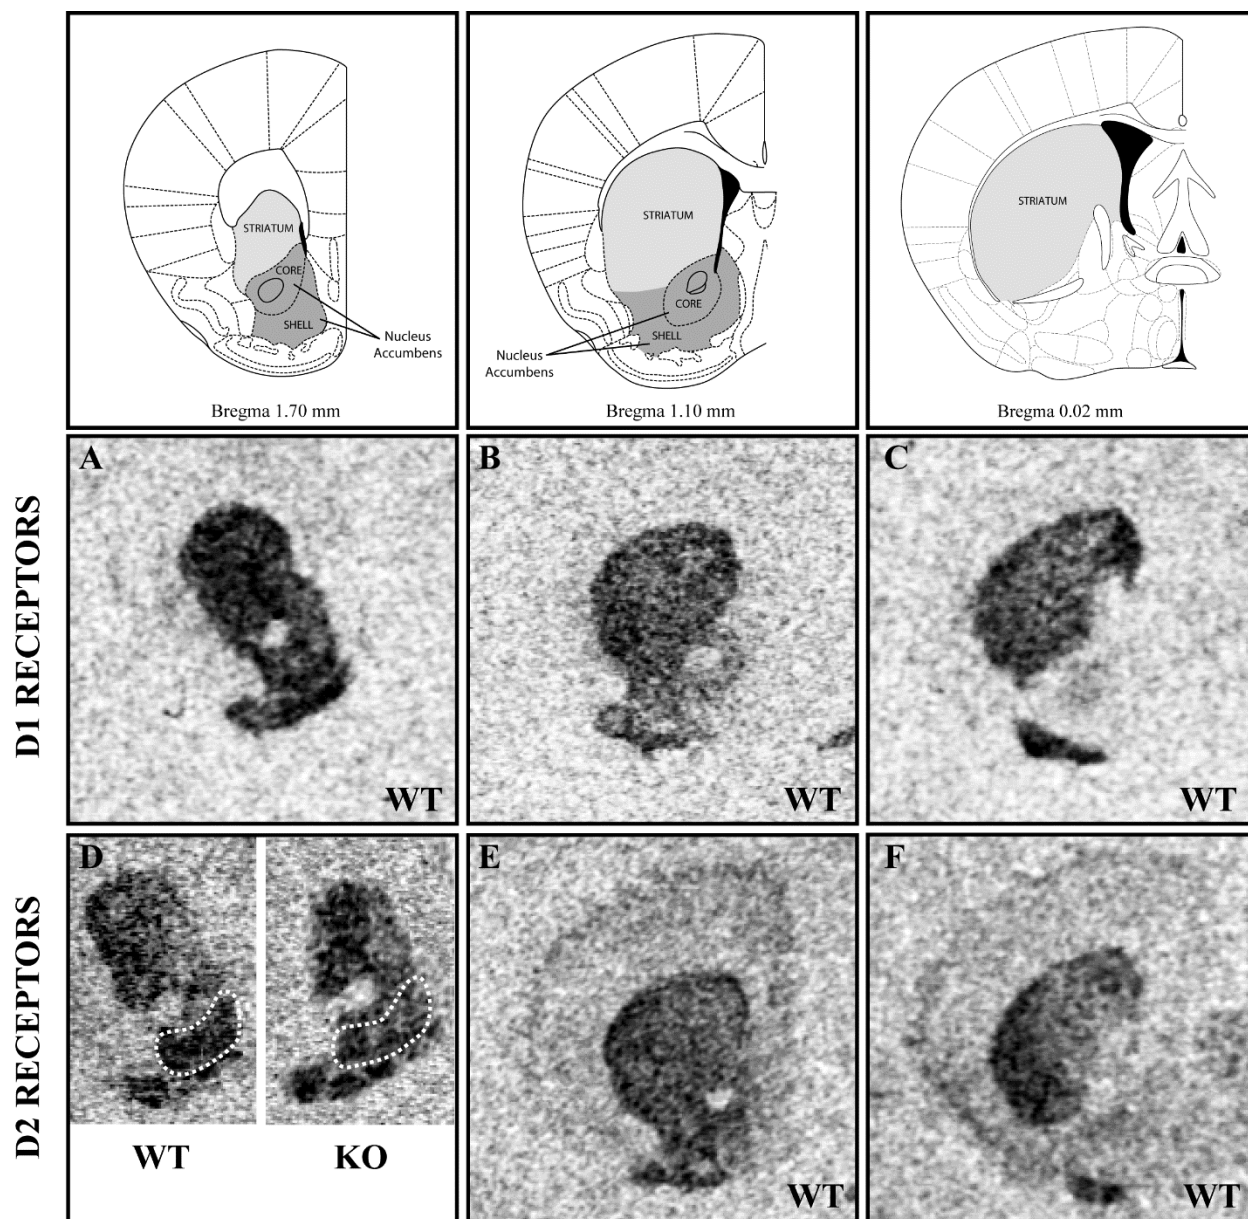 STRIATUM
CORE
SHELL
Nucleus
Accumbens
Bregma 1.70 mm
STRIATUM
CORE
SHELL
Nucleus
Accumbens
Bregma 1.10 mm
STRIATUM
Bregma 0.02 mm
D1 RECEPTORS
A
WT
B
WT
C
WT
D2 RECEPTORS
D
WT
KO
E
WT
F
WT